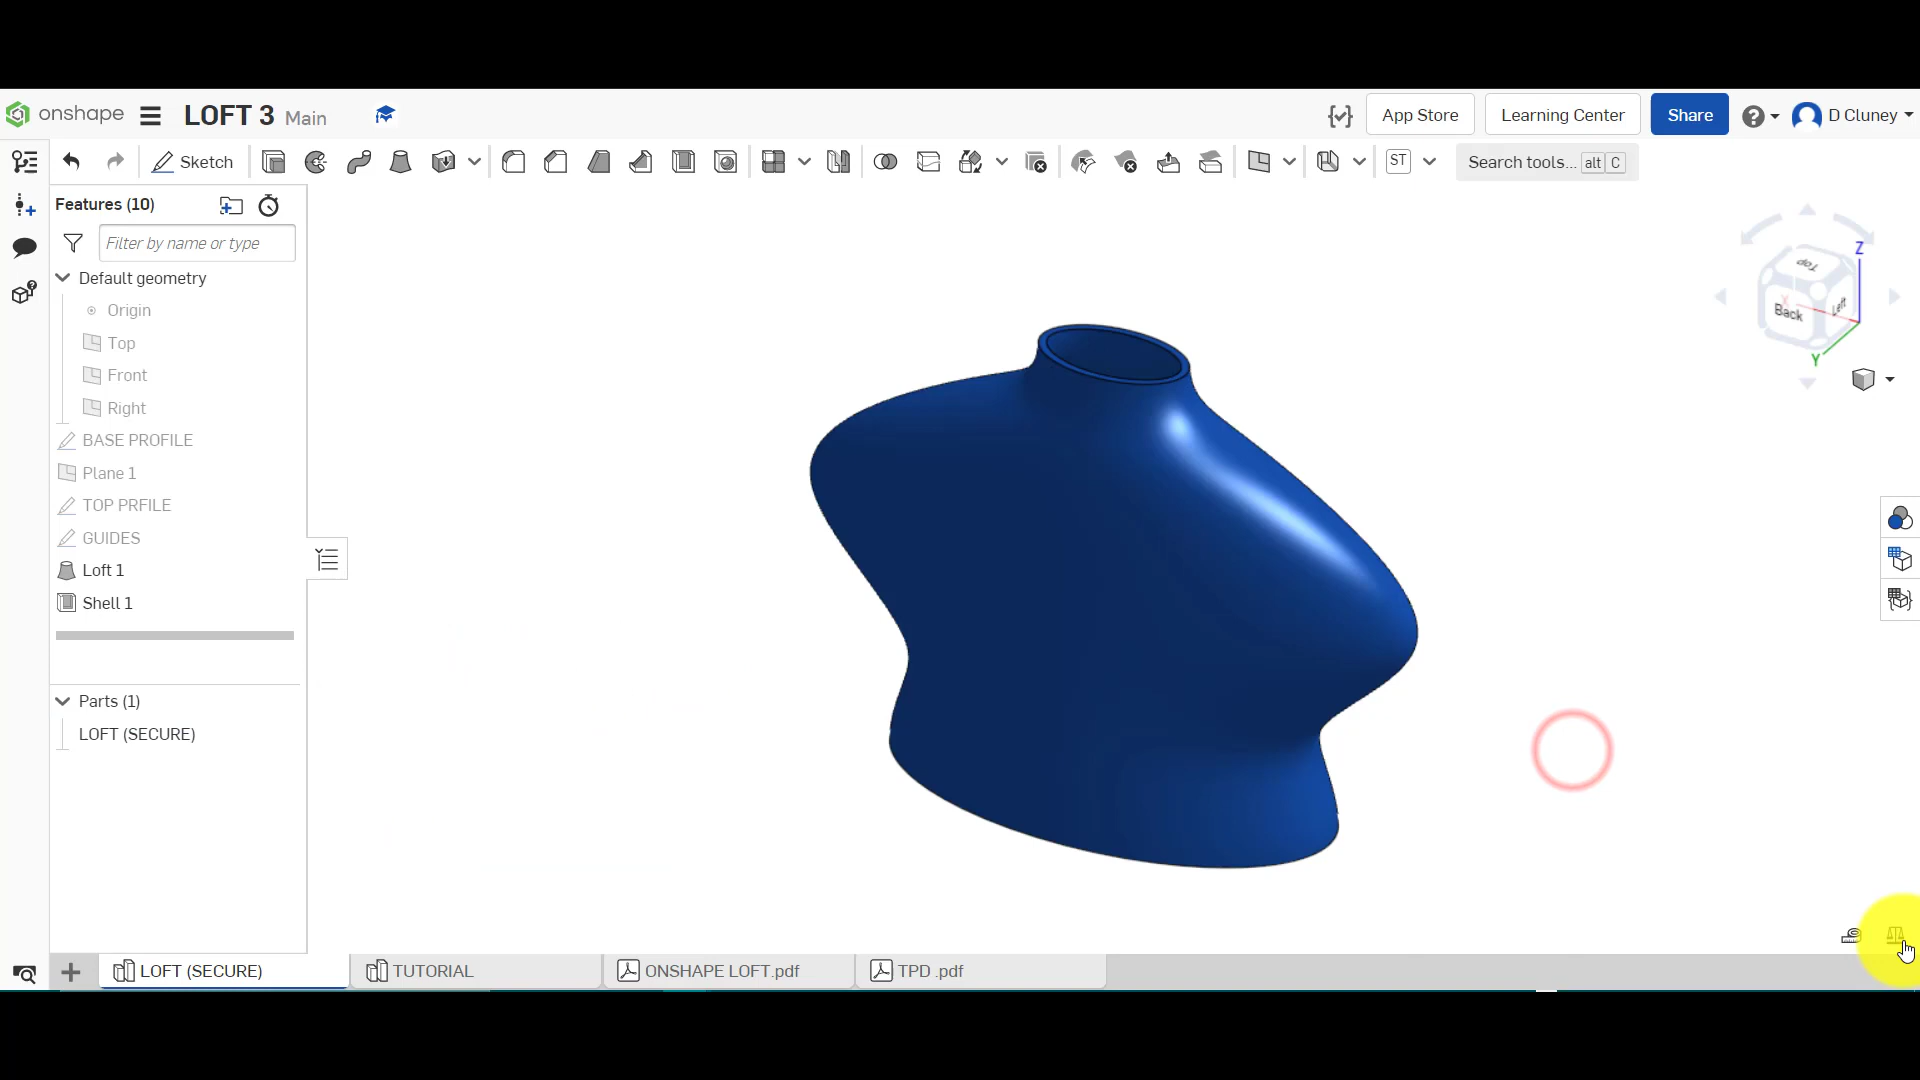 onshape LOFT 3 Main App Store Learning Center Share D Cluney
Sketch ST Search tools... alt C
Features (10)
Filter by name or type
Default geometry
Origin
Top
Front
Right
BASE PROFILE
Plane 1
TOP PRFILE
GUIDES
Loft 1
Shell 1
Parts (1)
LOFT (SECURE)
Z
Top
X
Back Left
Y
LOFT (SECURE) TUTORIAL ONSHAPE LOFT.pdf TPD .pdf